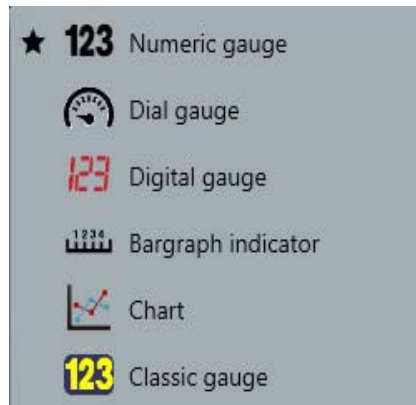 123 Numeric gauge
Dial gauge
123 Digital gauge
1234 Bargraph indicator
Chart
123 Classic gauge